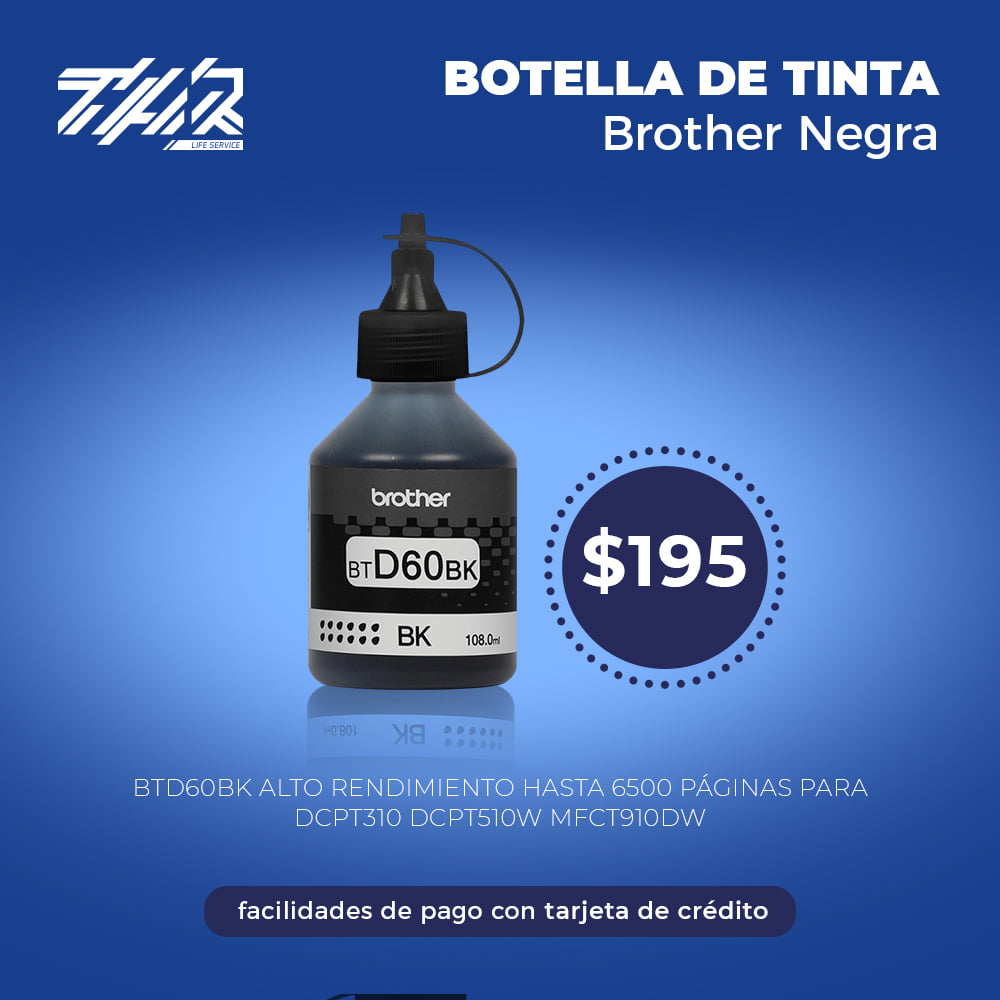 THR
LIFE SERVICE
BOTELLA DE TINTA
Brother Negra
brother
BTD60BK
BK 108.0ml
$195
BTD60BK ALTO RENDIMIENTO HASTA 6500 PÁGINAS PARA
DCPT310 DCPT510W MFCT910DW
facilidades de pago con tarjeta de crédito